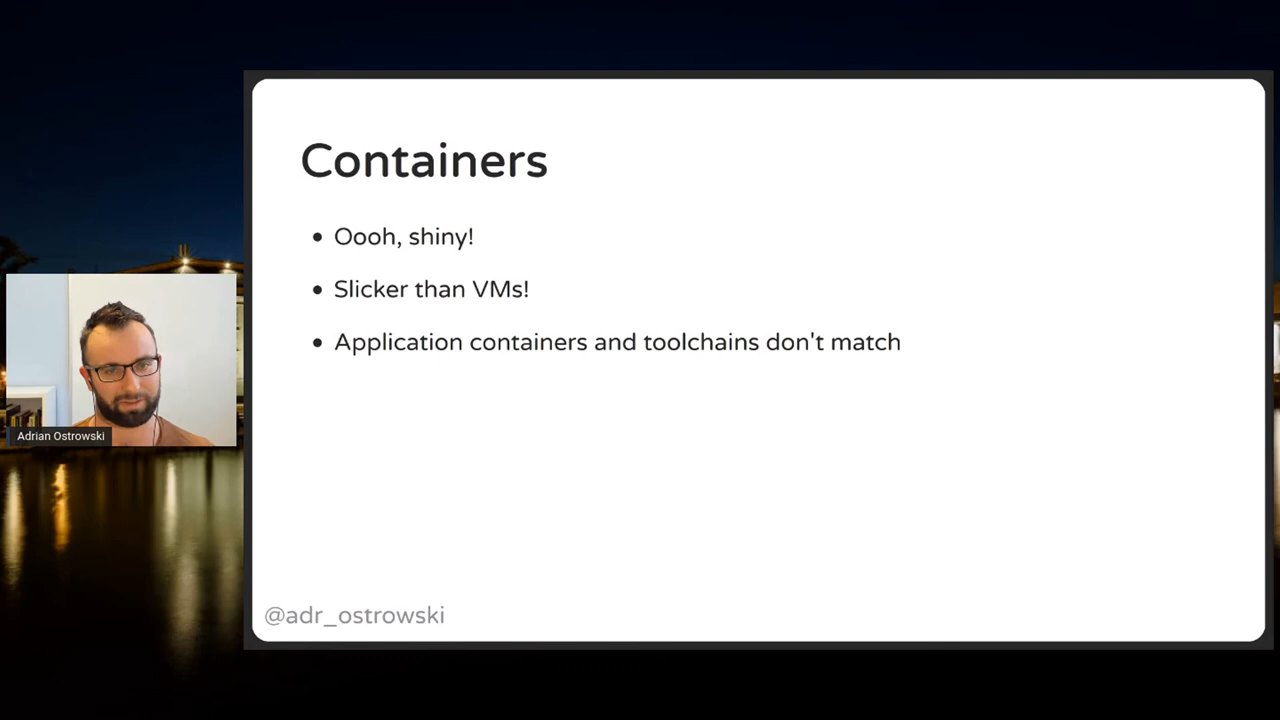 Containers
Oooh, shiny!
Slicker than VMs!
Application containers and toolchains don't match
Adrian Ostrowski
@adr_ostrowski